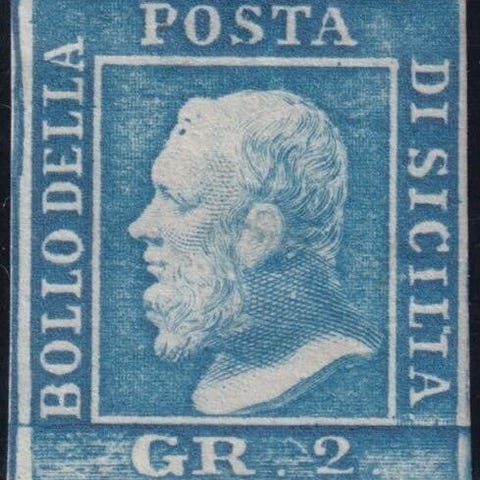 POSTA
BOLLO DELLA
DI SICILIA
GR. 2.